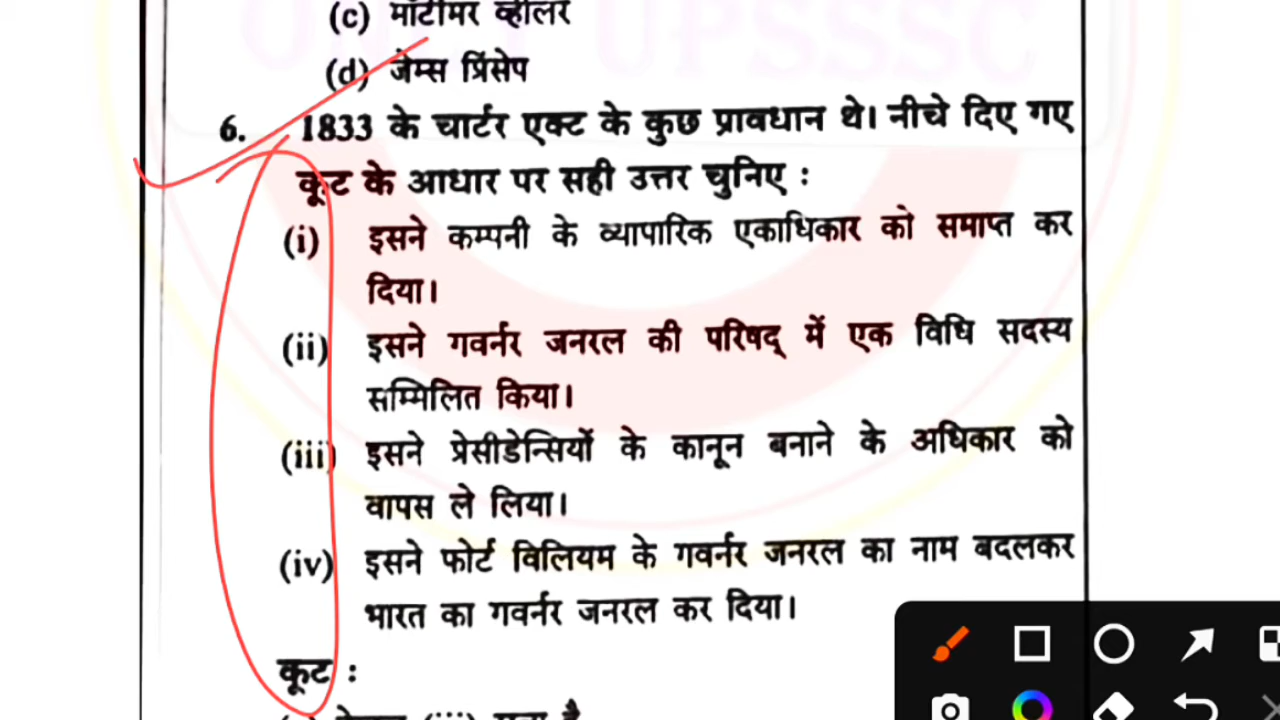 ONLY UPSSSC
(c) मॉर्टीमर व्हीलर
(d) जेम्स प्रिंसेप
6. 1833 के चार्टर एक्ट के कुछ प्रावधान थे। नीचे दिए गए
कूट के आधार पर सही उत्तर चुनिए :
(i) इसने कम्पनी के व्यापारिक एकाधिकार को समाप्त कर
दिया।
(ii) इसने गवर्नर जनरल की परिषद् में एक विधि सदस्य
सम्मिलित किया।
(iii) इसने प्रेसीडेन्सियों के कानून बनाने के अधिकार को
वापस ले लिया।
(iv) इसने फोर्ट विलियम के गवर्नर जनरल का नाम बदलकर
भारत का गवर्नर जनरल कर दिया।
कूट :